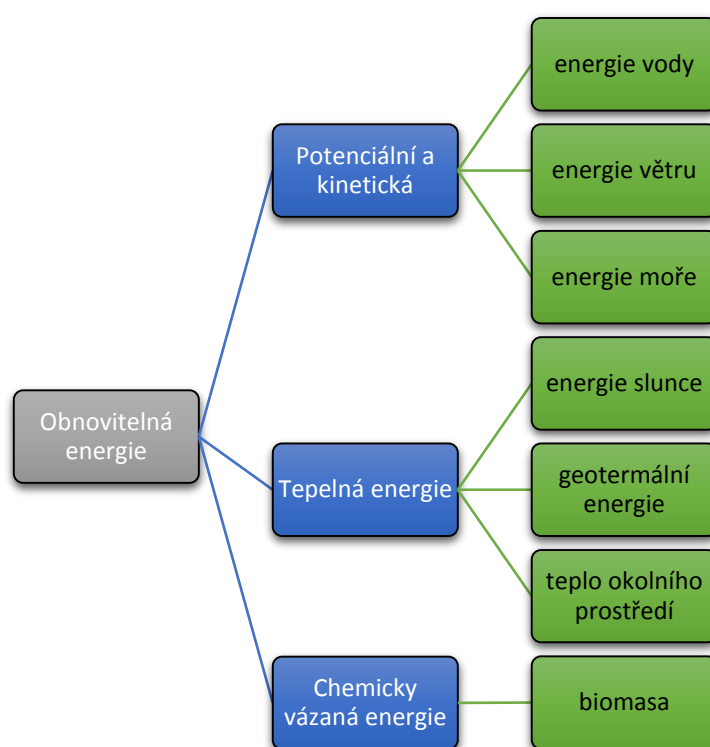 Obnovitelná
energie
Potenciální a
kinetická
energie vody
energie větru
energie moře
Tepelná energie
energie slunce
geotermální
energie
teplo okolního
prostředí
Chemicky
vázaná energie
biomasa